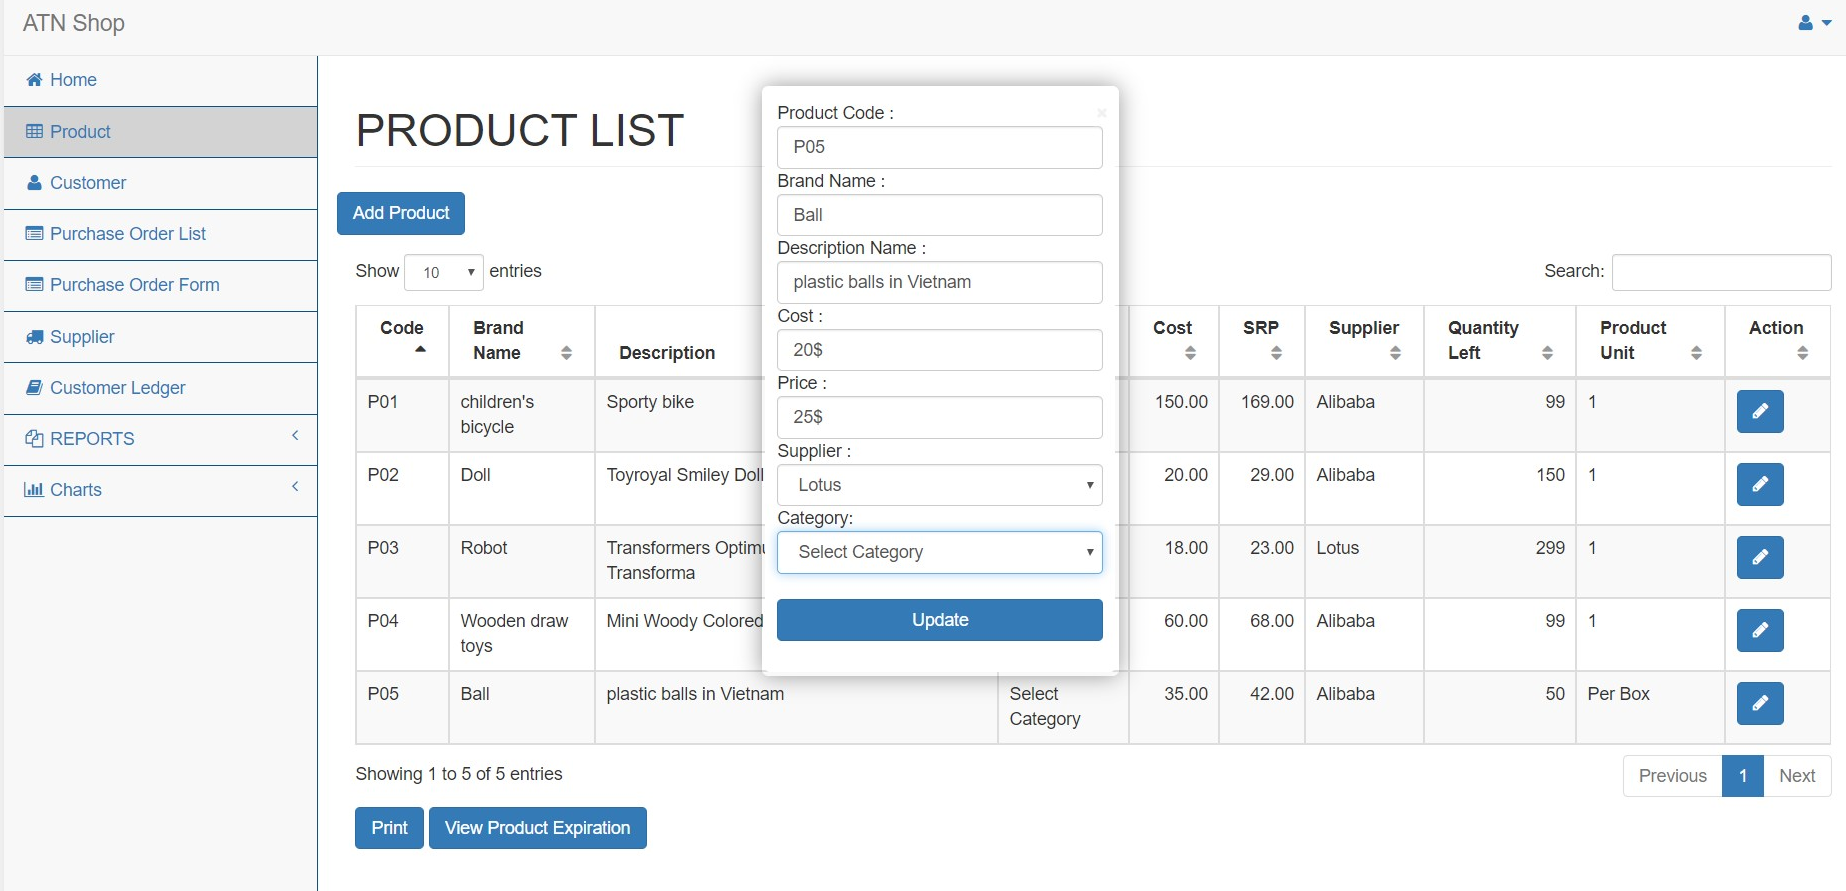 ATN Shop
Home
Product
Customer
Purchase Order List
Purchase Order Form
Supplier
Customer Ledger
REPORTS
Charts
PRODUCT LIST
Add Product
Show 10 entries
Search:
Code Brand Name Description Cost SRP Supplier Quantity Left Product Unit Action
P01 children's bicycle Sporty bike 150.00 169.00 Alibaba 99 1
P02 Doll Toyroyal Smiley Doll 20.00 29.00 Alibaba 150 1
P03 Robot Transformers Transforma 18.00 23.00 Lotus 299 1
P04 Wooden draw toys Mini Woody Colored 60.00 68.00 Alibaba 99 1
P05 Ball plastic balls in Vietnam Select Category 35.00 42.00 Alibaba 50 Per Box
Showing 1 to 5 of 5 entries
Previous 1 Next
Print View Product Expiration
Product Code :
×
P05
Brand Name :
Ball
Description Name :
plastic balls in Vietnam
Cost :
20$
Price :
25$
Supplier :
Lotus
Category:
Select Category
Update